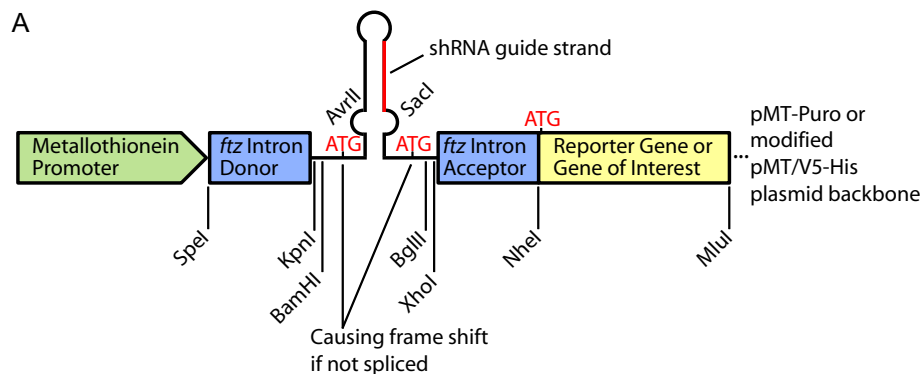 A
shRNA guide strand
AvrII
SacI
ATG
ATG
ATG
Metallothionein
Promoter
ftz Intron
Donor
ftz Intron
Acceptor
Reporter Gene or
Gene of Interest
...
pMT-Puro or
modified
pMT/V5-His
plasmid backbone
SpeI
KpnI
BamHI
BglII
XhoI
NheI
MluI
Causing frame shift
if not spliced